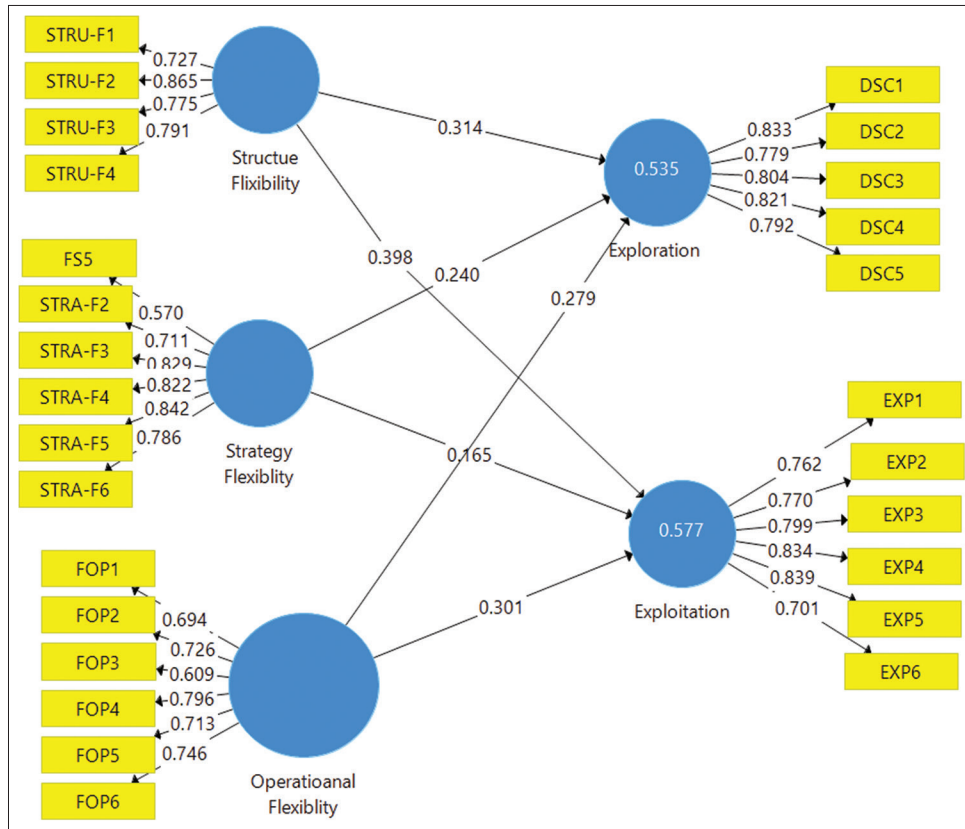 STRU-F1
STRU-F2
STRU-F3
STRU-F4
0.727
0.865
0.775
0.791
Structue
Flixibility
0.314
0.398
FS5
STRA-F2
STRA-F3
STRA-F4
STRA-F5
STRA-F6
0.570
0.711
0.829
0.822
0.842
0.786
Strategy
Flexiblity
0.240
0.165
FOP1
FOP2
FOP3
FOP4
FOP5
FOP6
0.694
0.726
0.609
0.796
0.713
0.746
Operatioanal
Flexiblity
0.279
0.301
0.535
Exploration
0.833
0.779
0.804
0.821
0.792
DSC1
DSC2
DSC3
DSC4
DSC5
0.577
Exploitation
0.762
0.770
0.799
0.834
0.839
0.701
EXP1
EXP2
EXP3
EXP4
EXP5
EXP6